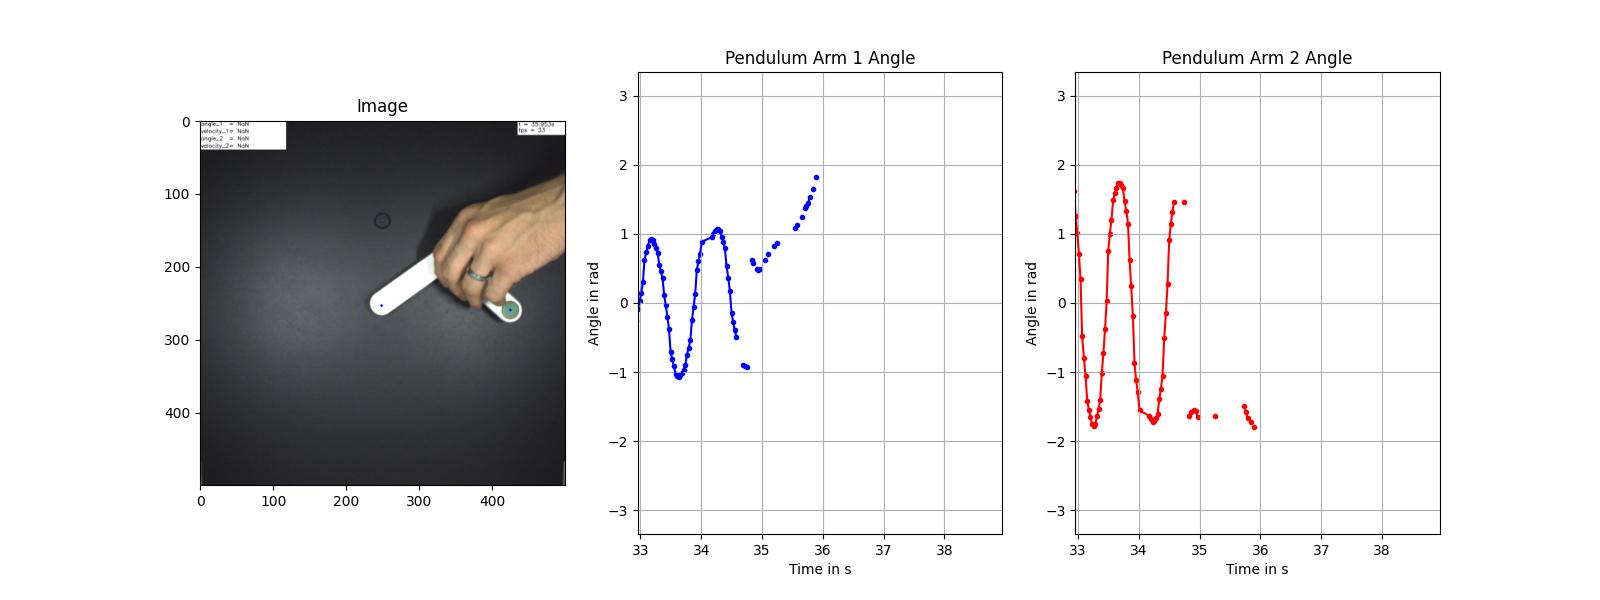 Image
angle_1 = NaN
velocity_1= NaN
angle_2 = NaN
velocity_2= NaN
t = 35.953s
fps = 33
0
100
200
300
400
0 100 200 300 400
Pendulum Arm 1 Angle
Angle in rad
3
2
1
0
−1
−2
−3
33 34 35 36 37 38
Time in s
Pendulum Arm 2 Angle
Angle in rad
3
2
1
0
−1
−2
−3
33 34 35 36 37 38
Time in s